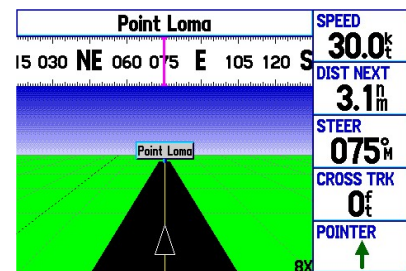 Point Loma
15 030 NE 060 075 E 105 120 S
Point Loma
8X
SPEED
30.0kt
DIST NEXT
3.1nm
STEER
075°M
CROSS TRK
0ft
POINTER